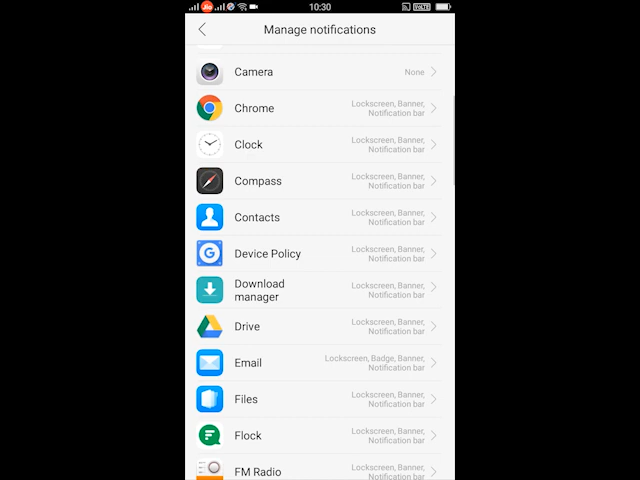 Jio 10:30 VoLTE
Manage notifications
Camera None
Chrome Lockscreen, Banner,
Notification bar
Clock Lockscreen, Banner,
Notification bar
Compass Lockscreen, Banner,
Notification bar
Contacts Lockscreen, Banner,
Notification bar
Device Policy Lockscreen, Banner,
Notification bar
Download
manager
Lockscreen, Banner,
Notification bar
Drive Lockscreen, Banner,
Notification bar
Email Lockscreen, Badge, Banner,
Notification bar
Files Lockscreen, Banner,
Notification bar
Flock Lockscreen, Banner,
Notification bar
FM Radio Lockscreen, Banner,
Notification bar